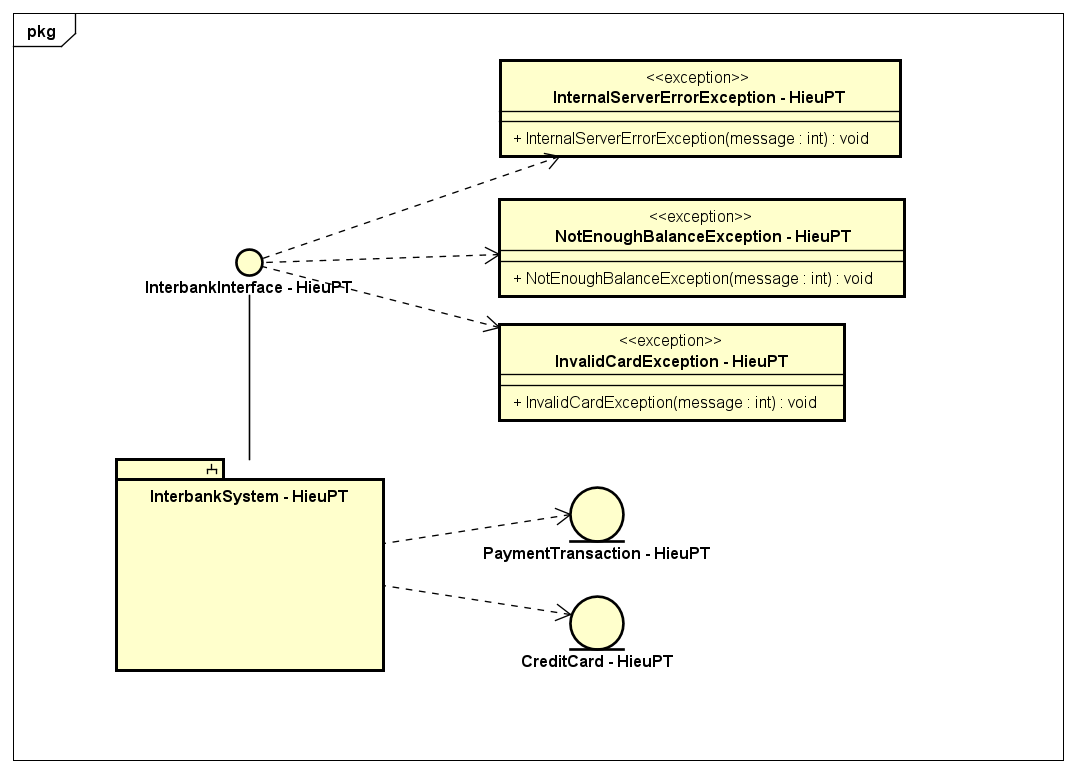 pkg
<<exception>>
InternalServerErrorException - HieuPT
+ InternalServerErrorException(message : int) : void
<<exception>>
NotEnoughBalanceException - HieuPT
+ NotEnoughBalanceException(message : int) : void
InterbankInterface - HieuPT
<<exception>>
InvalidCardException - HieuPT
+ InvalidCardException(message : int) : void
InterbankSystem - HieuPT
PaymentTransaction - HieuPT
CreditCard - HieuPT